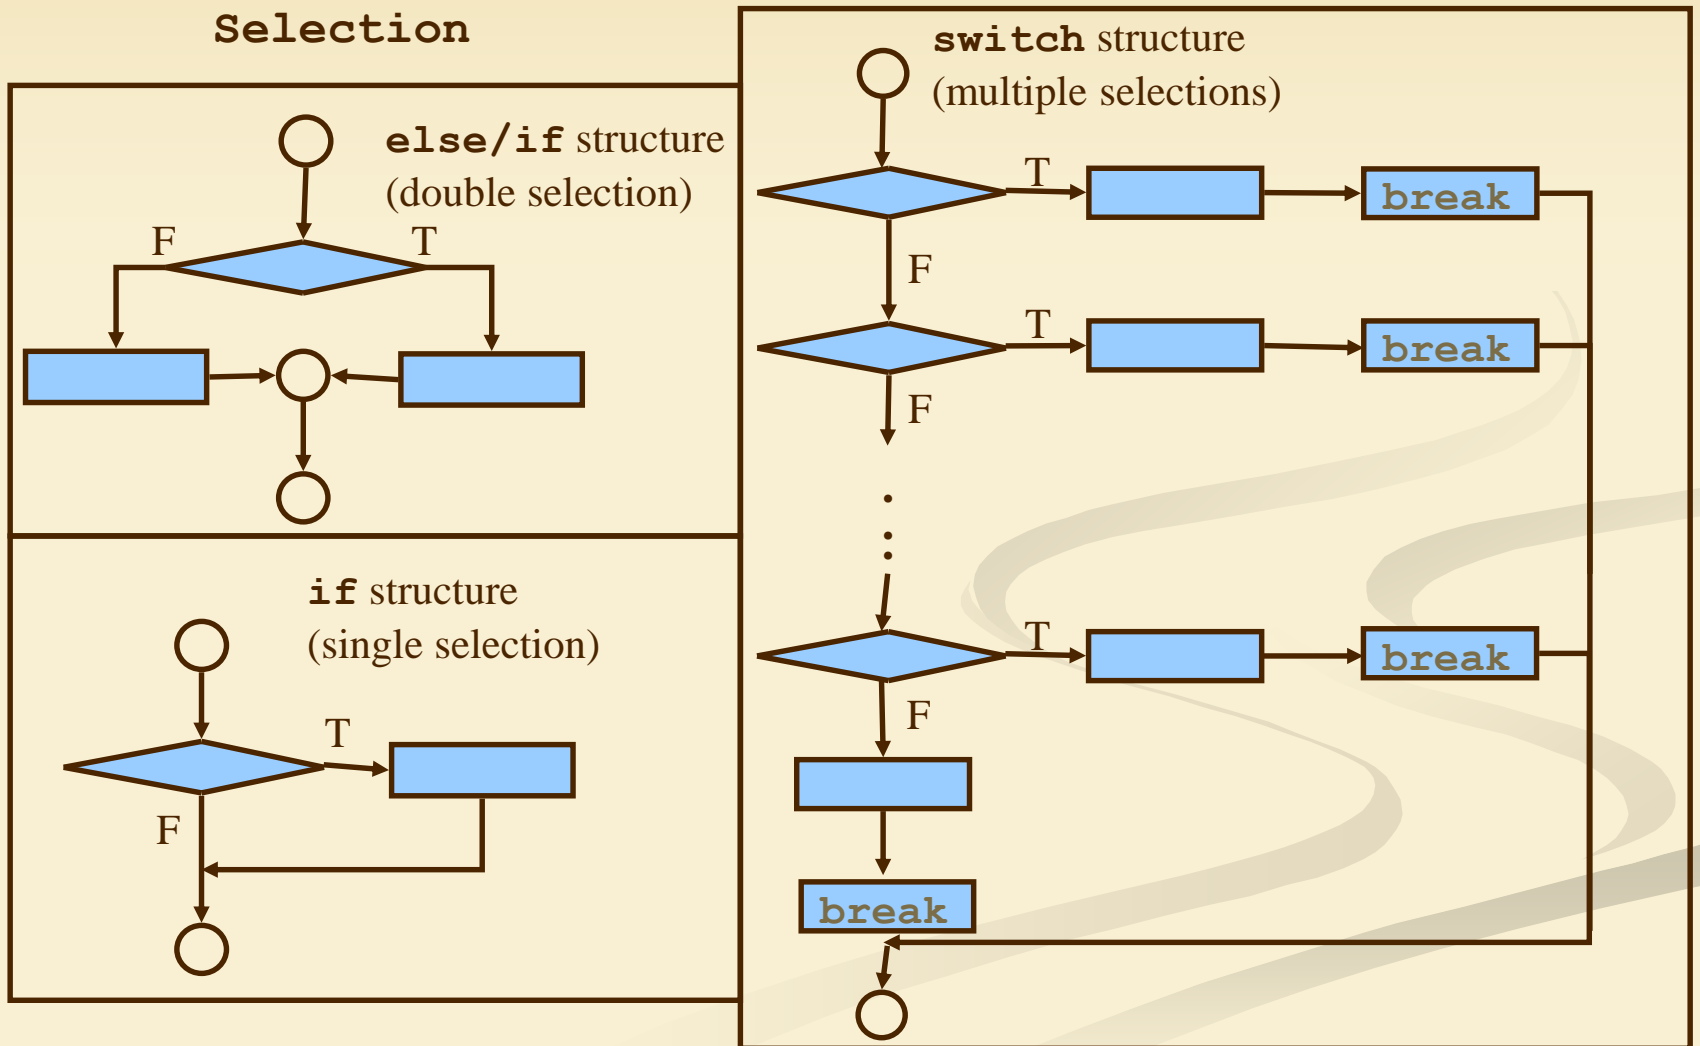 Selection
else/if structure
(double selection)
F
T
if structure
(single selection)
T
F
switch structure
(multiple selections)
T
break
F
T
break
F
.
.
.
T
break
F
break